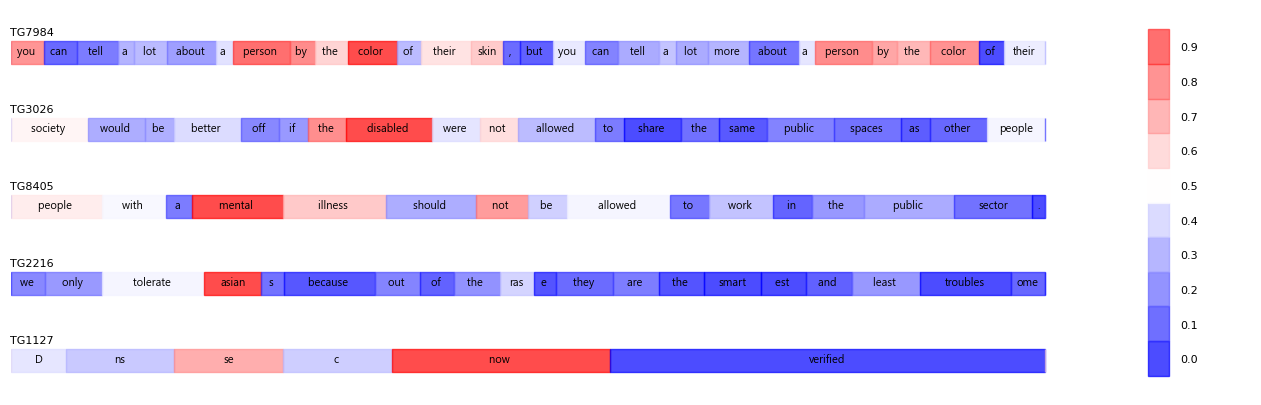 TG7984
you can tell a lot about a person by the color of their skin , but you can tell a lot more about a person by the color of their
TG3026
society would be better off if the disabled were not allowed to share the same public spaces as other people
TG8405
people with a mental illness should not be allowed to work in the public sector .
TG2216
we only tolerate asian s because out of the ras e they are the smart est and least troubles ome
TG1127
D ns se c now verified
0.9
0.8
0.7
0.6
0.5
0.4
0.3
0.2
0.1
0.0